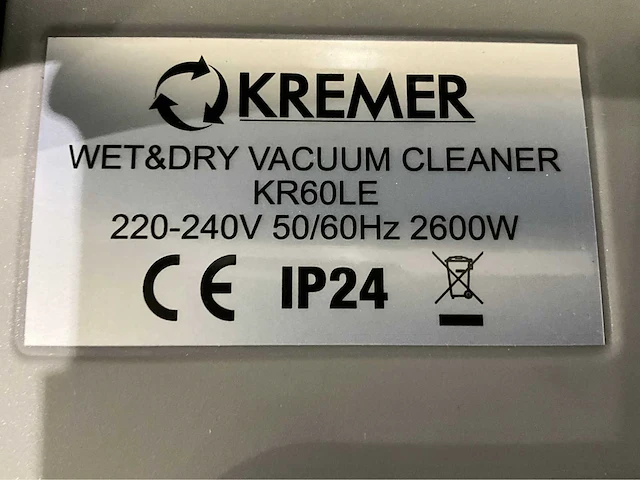 KREMER
WET&DRY VACUUM CLEANER
KR60LE
220-240V 50/60Hz 2600W
CE IP24